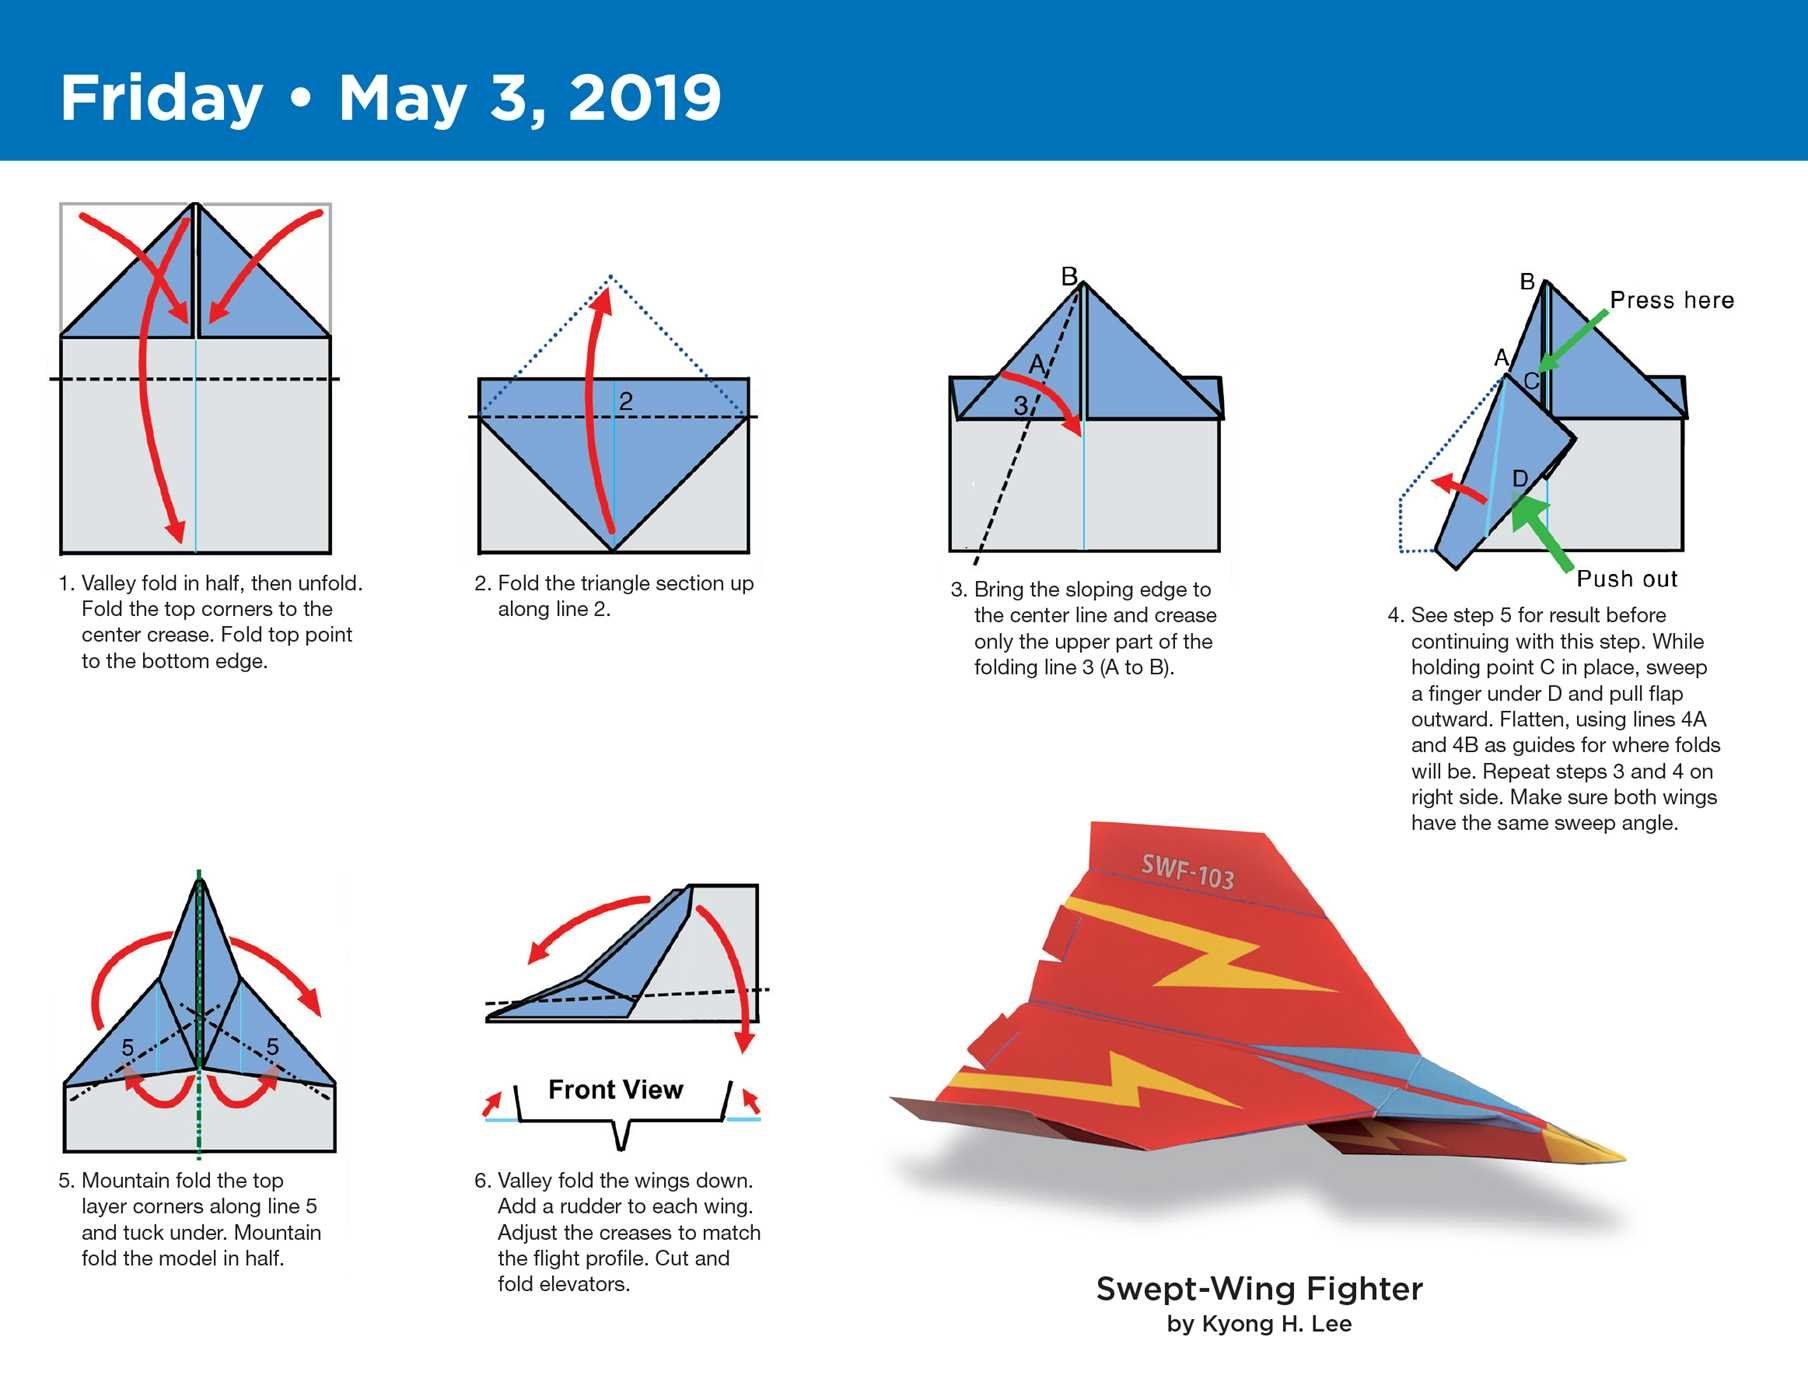 Friday • May 3, 2019
1. Valley fold in half, then unfold.
Fold the top corners to the
center crease. Fold top point
to the bottom edge.
2
2. Fold the triangle section up
along line 2.
B
A
3
3. Bring the sloping edge to
the center line and crease
only the upper part of the
folding line 3 (A to B).
B
Press here
A
C
D
Push out
4. See step 5 for result before
continuing with this step. While
holding point C in place, sweep
a finger under D and pull flap
outward. Flatten, using lines 4A
and 4B as guides for where folds
will be. Repeat steps 3 and 4 on
right side. Make sure both wings
have the same sweep angle.
5 5
5. Mountain fold the top
layer corners along line 5
and tuck under. Mountain
fold the model in half.
Front View
6. Valley fold the wings down.
Add a rudder to each wing.
Adjust the creases to match
the flight profile. Cut and
fold elevators.
SWF-103
Swept-Wing Fighter
by Kyong H. Lee